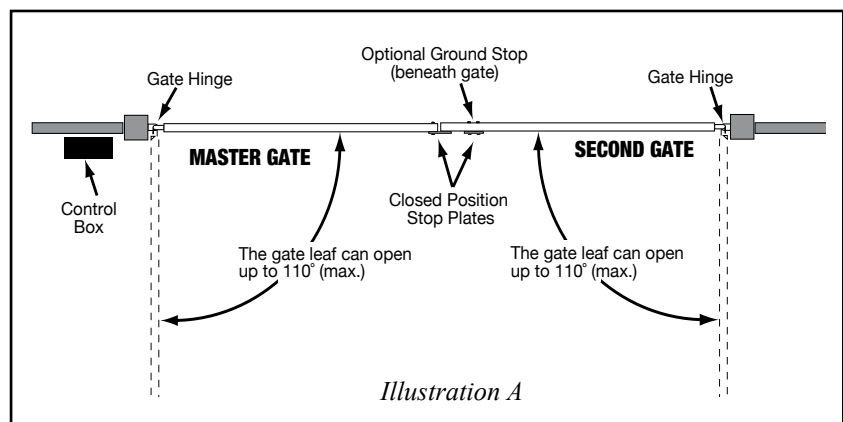 Optional Ground Stop
(beneath gate)
Gate Hinge
Gate Hinge
MASTER GATE
SECOND GATE
Control
Box
Closed Position
Stop Plates
The gate leaf can open
up to 110° (max.)
The gate leaf can open
up to 110° (max.)
Illustration A